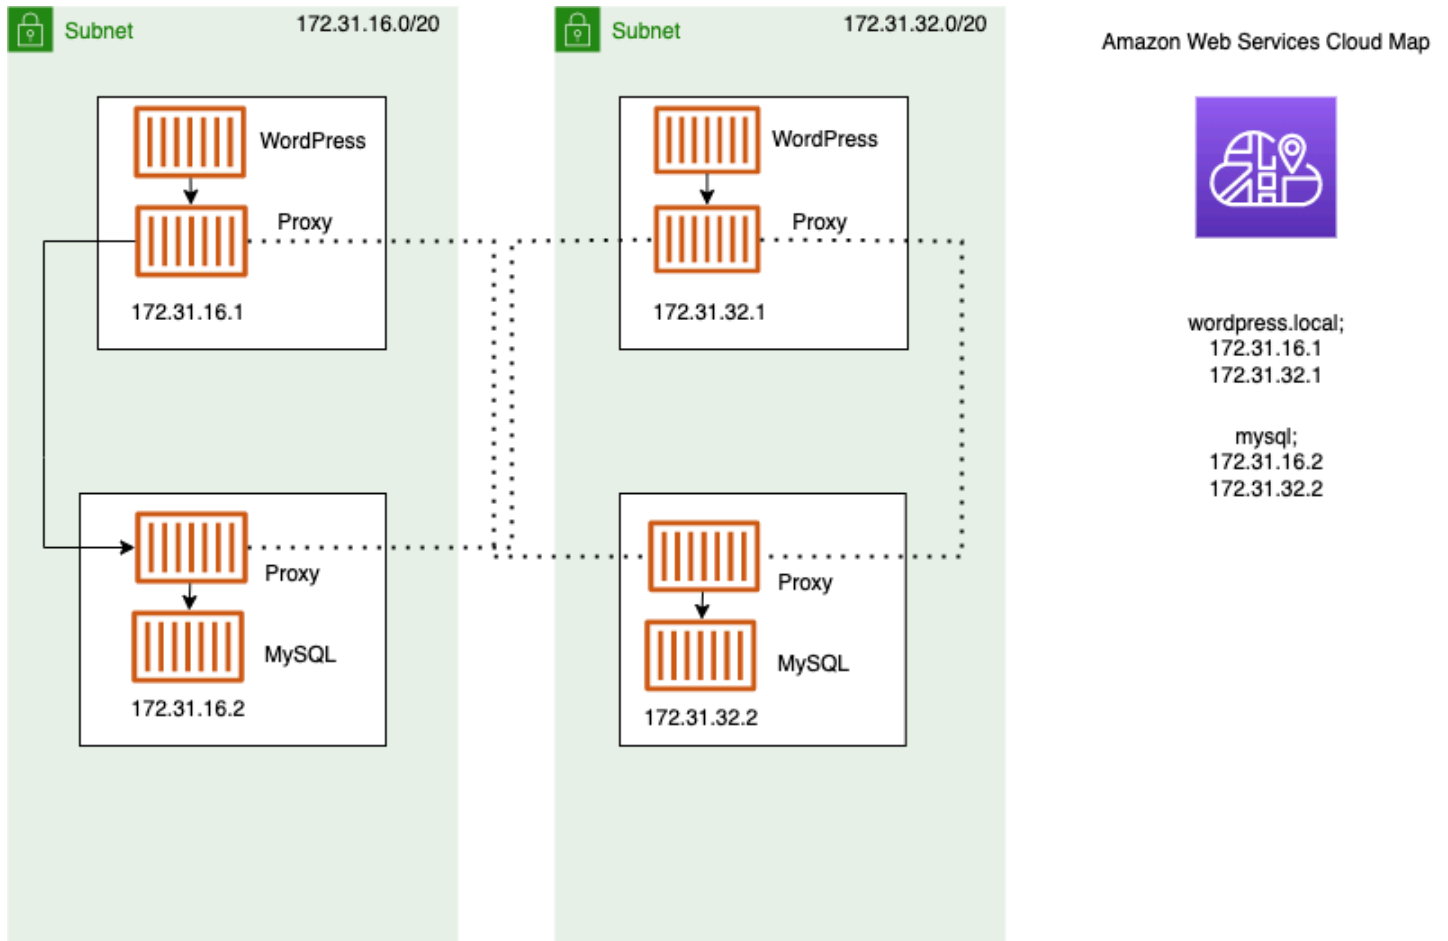 Subnet
172.31.16.0/20
WordPress
Proxy
172.31.16.1
Proxy
MySQL
172.31.16.2
Subnet
172.31.32.0/20
WordPress
Proxy
172.31.32.1
Proxy
MySQL
172.31.32.2
Amazon Web Services Cloud Map
wordpress.local;
172.31.16.1
172.31.32.1
mysql;
172.31.16.2
172.31.32.2